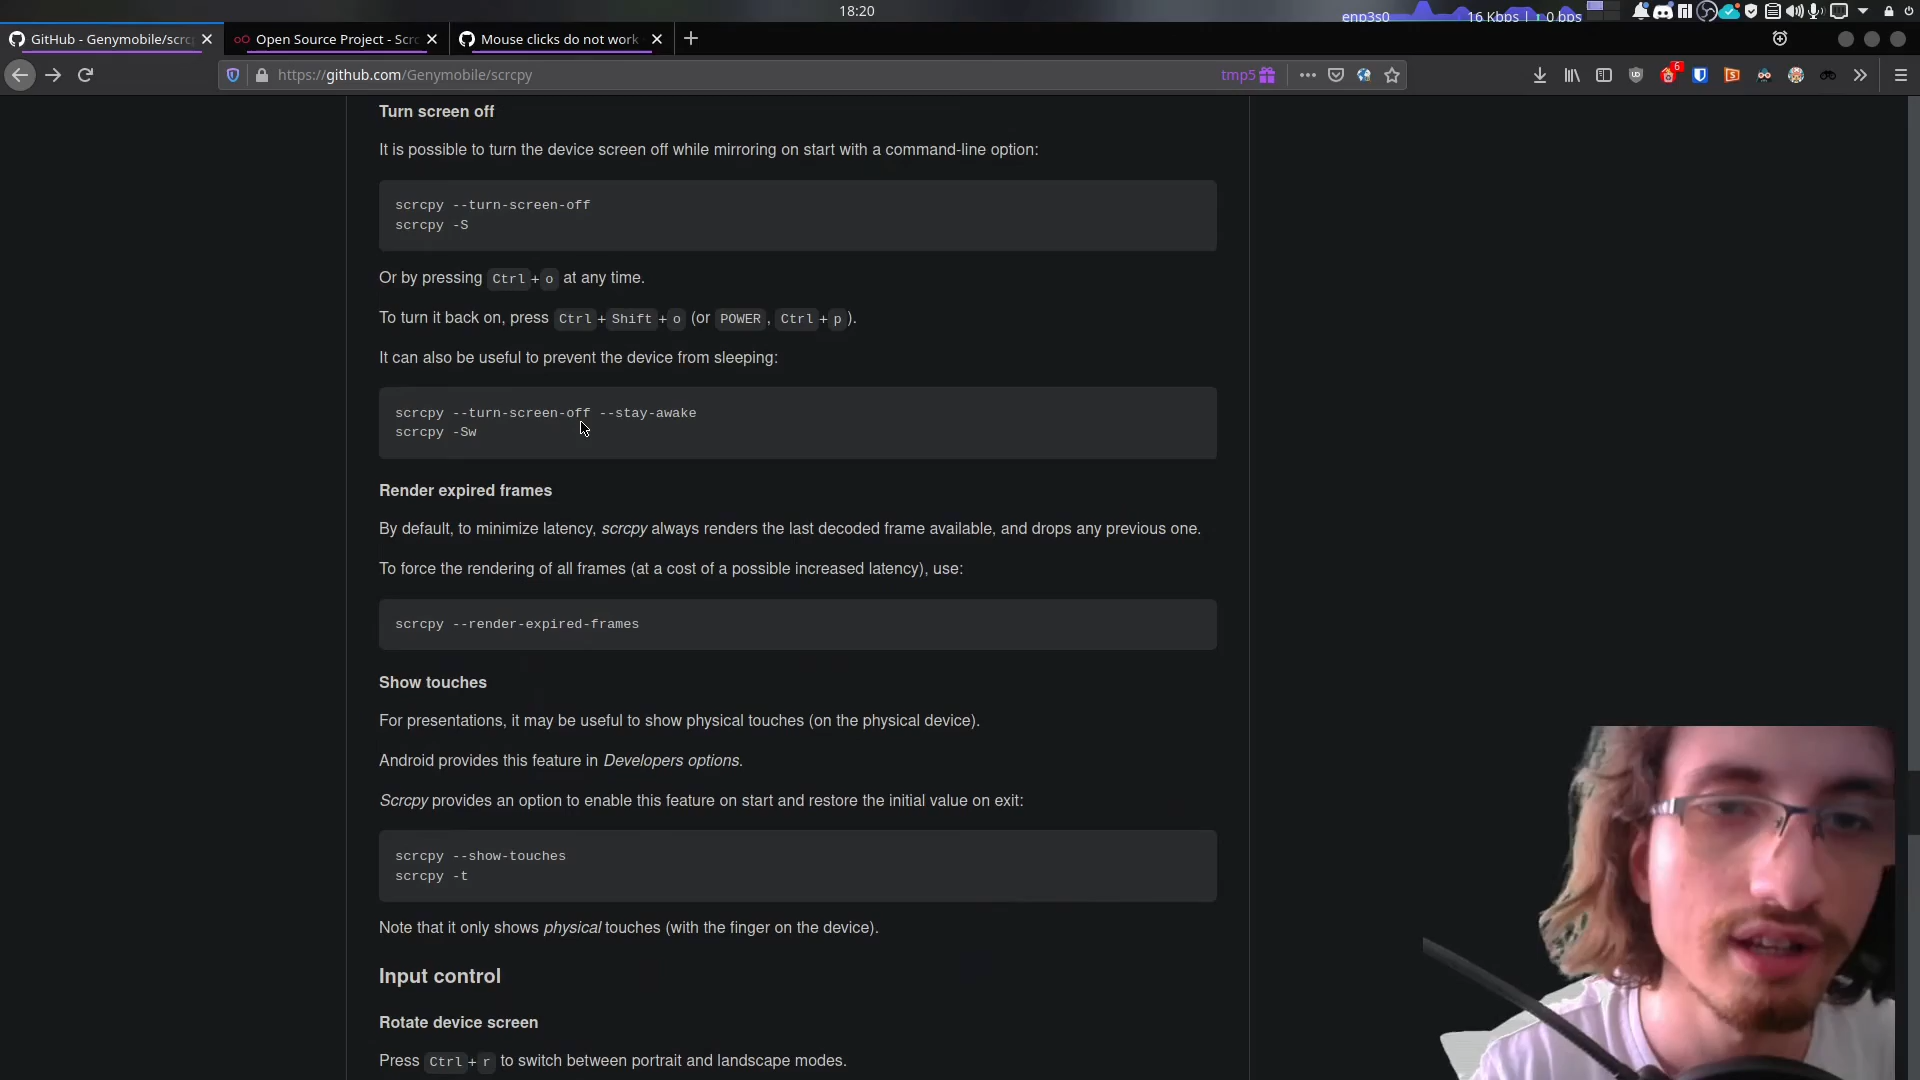 18:20
enp3s0 16 Kbps 0 bps
GitHub - Genymobile/scrc
Open Source Project - Scrc
Mouse clicks do not work
https://github.com/Genymobile/scrcpy
tmp5
6
Turn screen off
It is possible to turn the device screen off while mirroring on start with a command-line option:
scrcpy --turn-screen-off
scrcpy -S
Or by pressing Ctrl+o at any time.
To turn it back on, press Ctrl+Shift+o (or POWER, Ctrl+p).
It can also be useful to prevent the device from sleeping:
scrcpy --turn-screen-off --stay-awake
scrcpy -Sw
Render expired frames
By default, to minimize latency, scrcpy always renders the last decoded frame available, and drops any previous one.
To force the rendering of all frames (at a cost of a possible increased latency), use:
scrcpy --render-expired-frames
Show touches
For presentations, it may be useful to show physical touches (on the physical device).
Android provides this feature in Developers options.
Scrcpy provides an option to enable this feature on start and restore the initial value on exit:
scrcpy --show-touches
scrcpy -t
Note that it only shows physical touches (with the finger on the device).
Input control
Rotate device screen
Press Ctrl+r to switch between portrait and landscape modes.